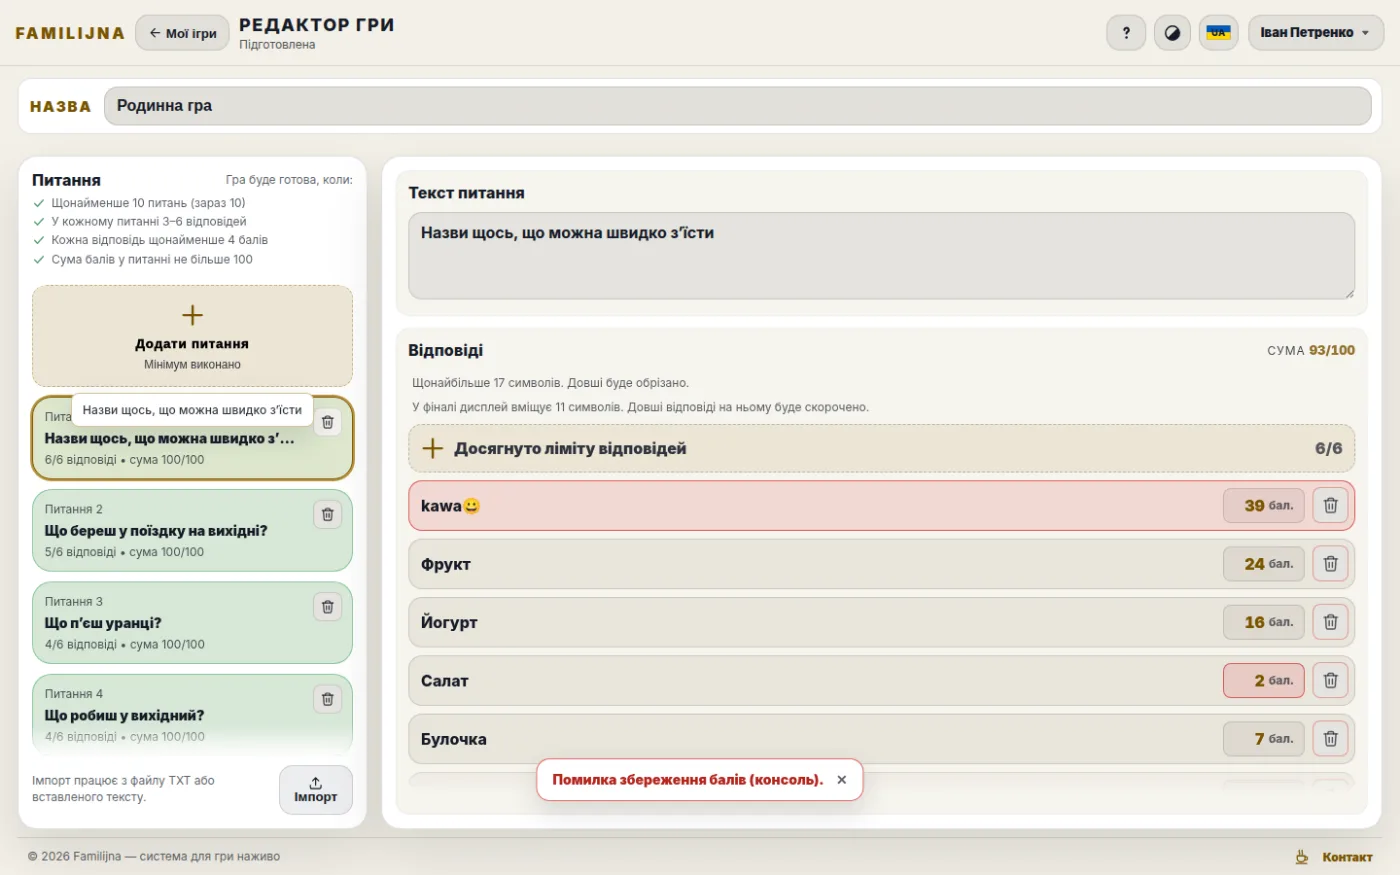 FAMILIJNA
← Мої ігри
РЕДАКТОР ГРИ
Підготовлена
?
UA
Іван Петренко
НАЗВА
Родинна гра
Питання
Гра буде готова, коли:
Щонайменше 10 питань (зараз 10)
У кожному питанні 3–6 відповідей
Кожна відповідь щонайменше 4 балів
Сума балів у питанні не більше 100
Додати питання
Мінімум виконано
Назви щось, що можна швидко з’їсти
Назви щось, що можна швидко з’...
6/6 відповіді • сума 100/100
Питання 2
Що береш у поїздку на вихідні?
5/6 відповіді • сума 100/100
Питання 3
Що п’єш уранці?
4/6 відповіді • сума 100/100
Питання 4
Що робиш у вихідний?
4/6 відповіді • сума 100/100
Імпорт працює з файлу TXT або
вставленого тексту.
Імпорт
Текст питання
Назви щось, що можна швидко з’їсти
Відповіді
СУМА 93/100
Щонайбільше 17 символів. Довші буде обрізано.
У фіналі дисплей вміщує 11 символів. Довші відповіді на ньому буде скорочено.
Досягнуто ліміту відповідей
6/6
kawa😀
39 бал.
Фрукт
24 бал.
Йогурт
16 бал.
Салат
2 бал.
Булочка
7 бал.
Помилка збереження балів (консоль).
© 2026 Familijna — система для гри наживо
Контакт